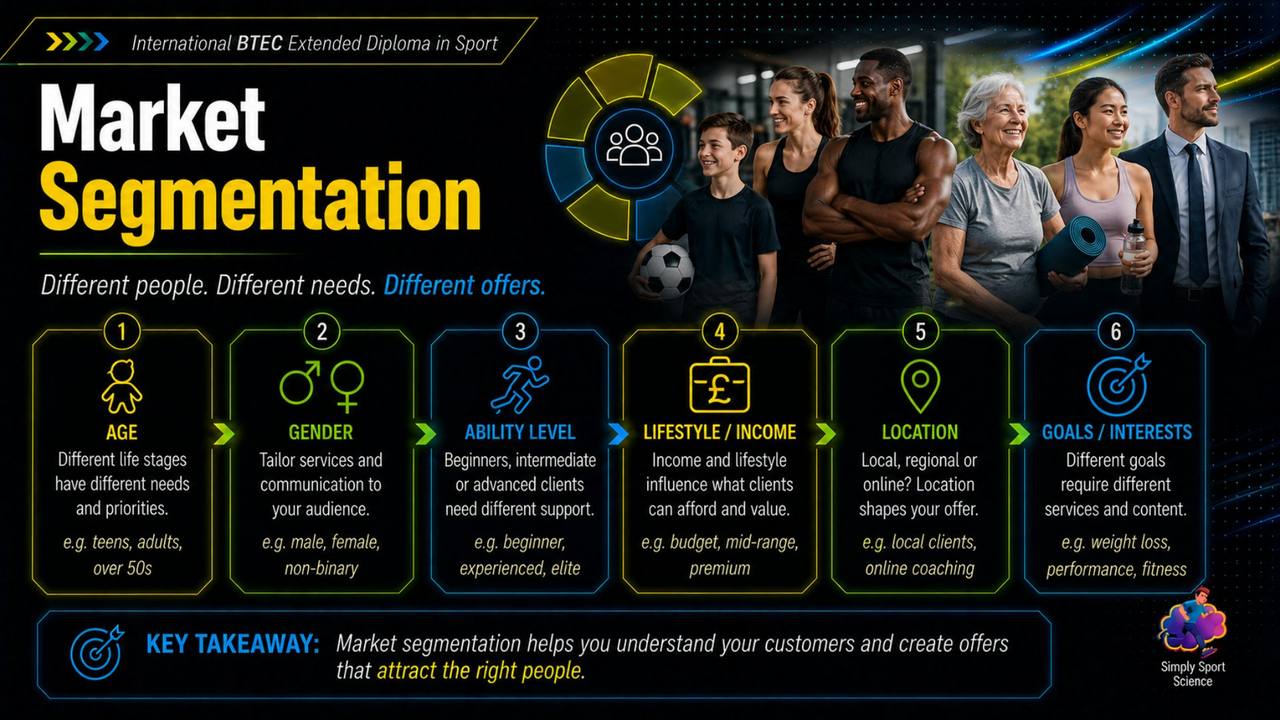 International BTEC Extended Diploma in Sport
Market
Segmentation
Different people. Different needs. Different offers.
1
AGE
Different life stages
have different needs
and priorities.
e.g. teens, adults,
over 50s
2
GENDER
Tailor services and
communication to
your audience.
e.g. male, female,
non-binary
3
ABILITY LEVEL
Beginners, intermediate
or advanced clients
need different support.
e.g. beginner,
experienced, elite
4
£
LIFESTYLE / INCOME
Income and lifestyle
influence what clients
can afford and value.
e.g. budget, mid-range,
premium
5
LOCATION
Local, regional or
online? Location
shapes your offer.
e.g. local clients,
online coaching
6
GOALS / INTERESTS
Different goals
require different
services and content.
e.g. weight loss,
performance, fitness
KEY TAKEAWAY: Market segmentation helps you understand your customers and create offers
that attract the right people.
Simply Sport
Science